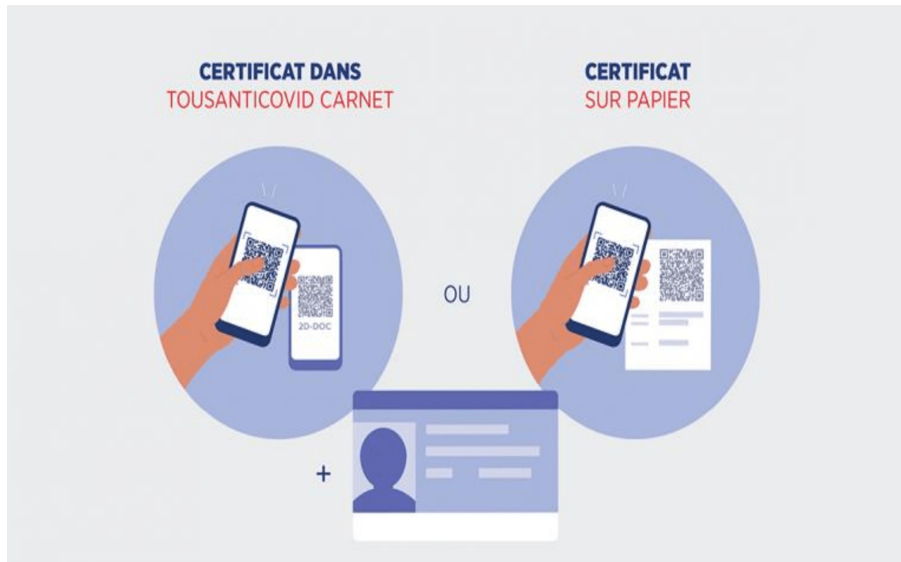 CERTIFICAT DANS
TOUSANTICOVID CARNET
CERTIFICAT
SUR PAPIER
2D-DOC
OU
+